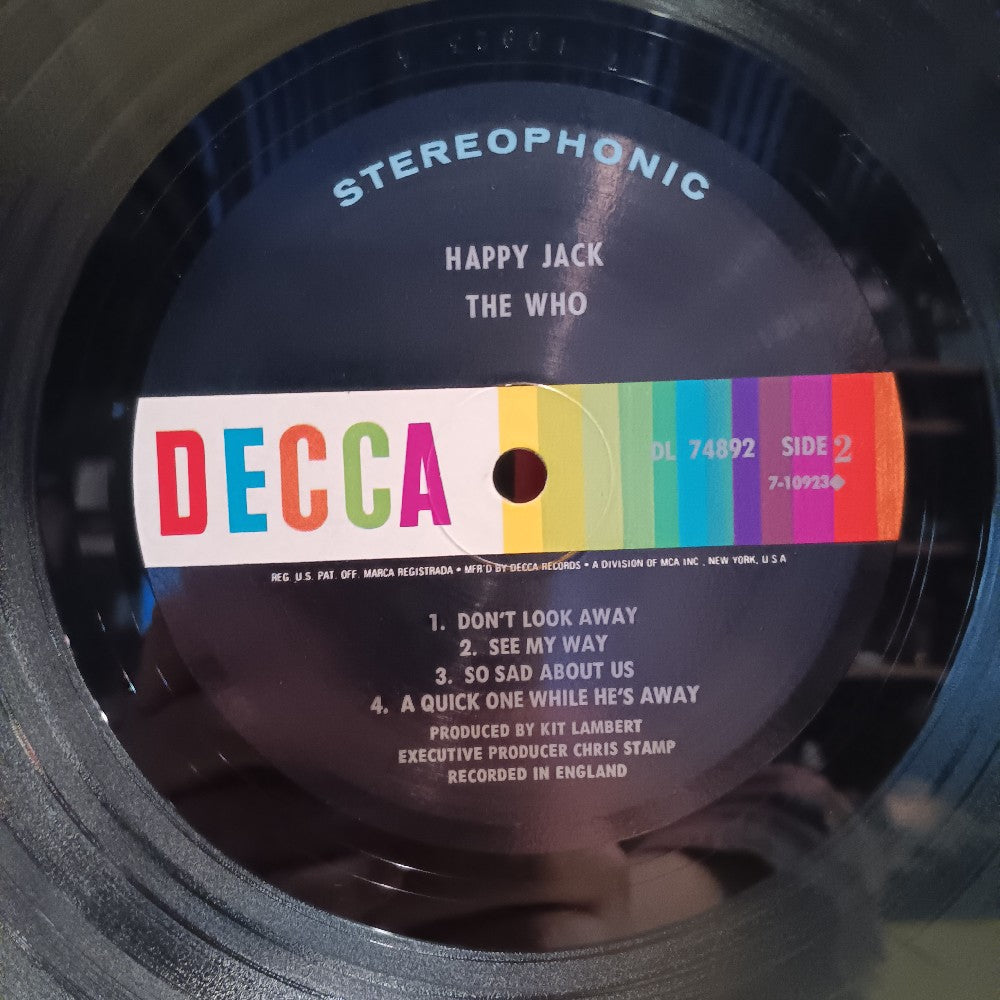 STEREOPHONIC
HAPPY JACK
THE WHO
DECCA
DL 74892 SIDE 2
7-10923◆
REG. U.S. PAT. OFF. MARCA REGISTRADA • MFR'D BY DECCA RECORDS • A DIVISION OF MCA INC., NEW YORK, U.S.A
1. DON'T LOOK AWAY
2. SEE MY WAY
3. SO SAD ABOUT US
4. A QUICK ONE WHILE HE'S AWAY
PRODUCED BY KIT LAMBERT
EXECUTIVE PRODUCER CHRIS STAMP
RECORDED IN ENGLAND